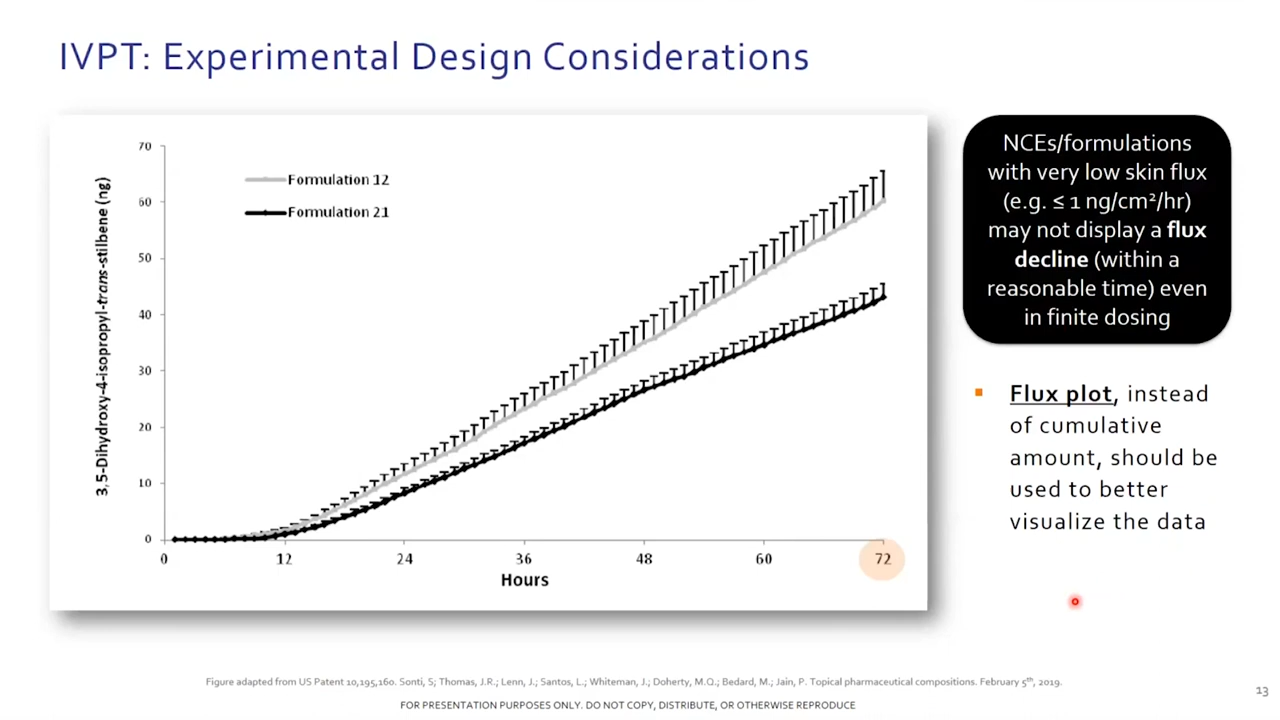 IVPT: Experimental Design Considerations
3,5-Dihydroxy-4-isopropyl-trans-stilbene (ng)
70
60
50
40
30
20
10
0
Formulation 12
Formulation 21
0 12 24 36 48 60 72
Hours
NCEs/formulations
with very low skin flux
(e.g. ≤ 1 ng/cm²/hr)
may not display a flux
decline (within a
reasonable time) even
in finite dosing
▪ Flux plot, instead
of cumulative
amount, should be
used to better
visualize the data
Figure adapted from US Patent 10,195,160. Sonti, S; Thomas, J.R.; Lenn, J.; Santos, L.; Whiteman, J.; Doherty, M.Q.; Bedard, M.; Jain, P. Topical pharmaceutical compositions. February 5th, 2019.
FOR PRESENTATION PURPOSES ONLY. DO NOT COPY, DISTRIBUTE, OR OTHERWISE REPRODUCE
13